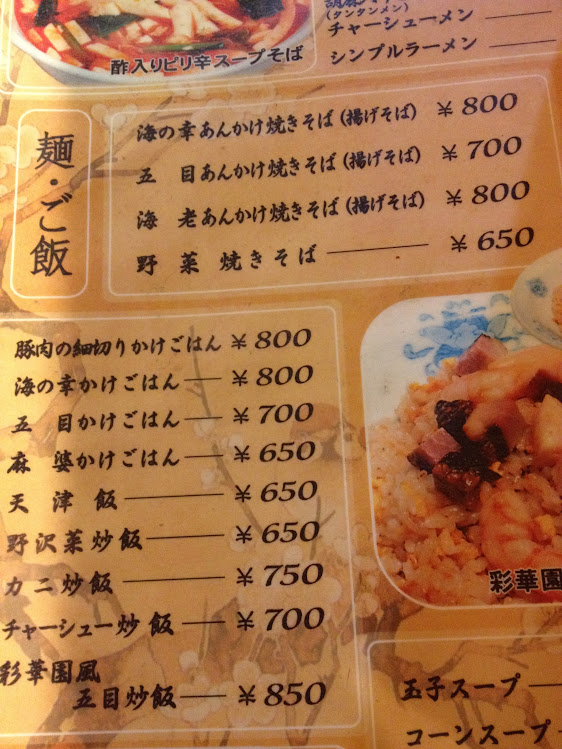 (タンタンメン)
チャーシューメン
シンプルラーメン
酢入りピリ辛スープそば
麺・ご飯
海の幸あんかけ焼きそば(揚げそば) ¥800
五 目あんかけ焼きそば(揚げそば) ¥700
海 老あんかけ焼きそば(揚げそば) ¥800
野 菜 焼きそば ¥650
豚肉の細切りかけごはん ¥800
海の幸かけごはん ¥800
五 目かけごはん ¥700
麻 婆かけごはん ¥650
天 津 飯 ¥650
野沢菜炒飯 ¥650
カニ炒飯 ¥750
チャーシュー炒飯 ¥700
彩華園風
五目炒飯 ¥850
彩華園
玉子スープ
コーンスープ